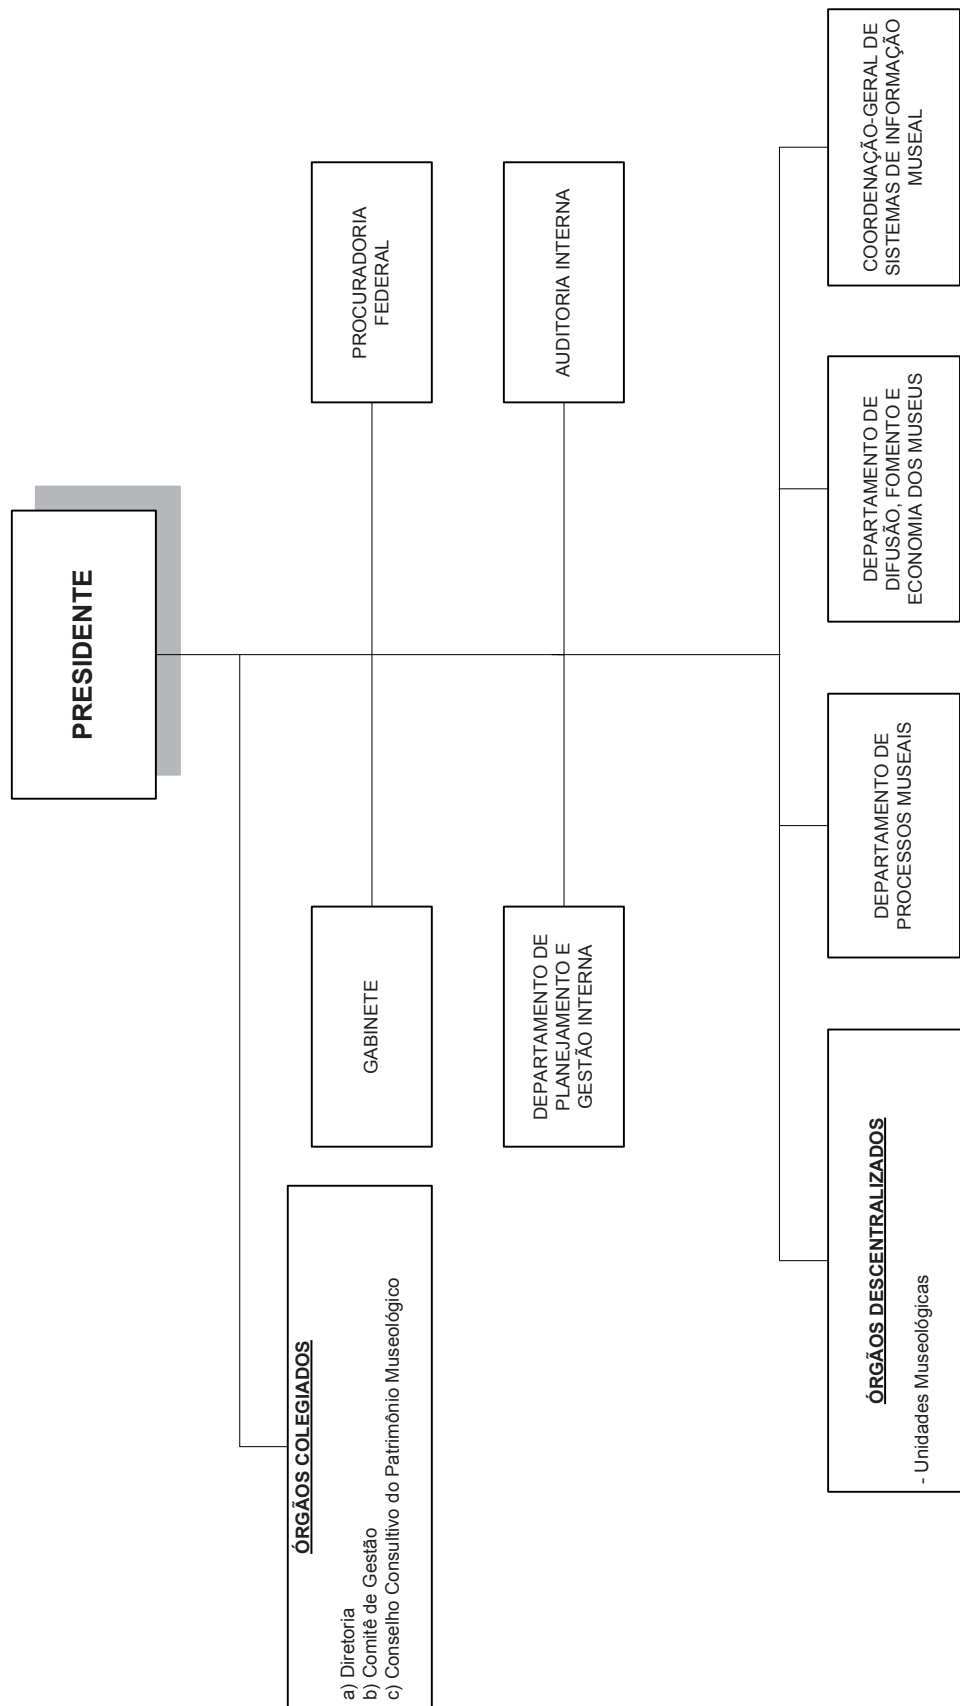 PRESIDENTE
ÓRGÃOS COLEGIADOS
a) Diretoria
b) Comitê de Gestão
c) Conselho Consultivo do Patrimônio Museológico
GABINETE
PROCURADORIA
FEDERAL
DEPARTAMENTO DE
PLANEJAMENTO E
GESTÃO INTERNA
AUDITORIA INTERNA
ÓRGÃOS DESCENTRALIZADOS
- Unidades Museológicas
DEPARTAMENTO DE
PROCESSOS MUSEAIS
DEPARTAMENTO DE
DIFUSÃO, FOMENTO E
ECONOMIA DOS MUSEUS
COORDENAÇÃO-GERAL DE
SISTEMAS DE INFORMAÇÃO
MUSEAL